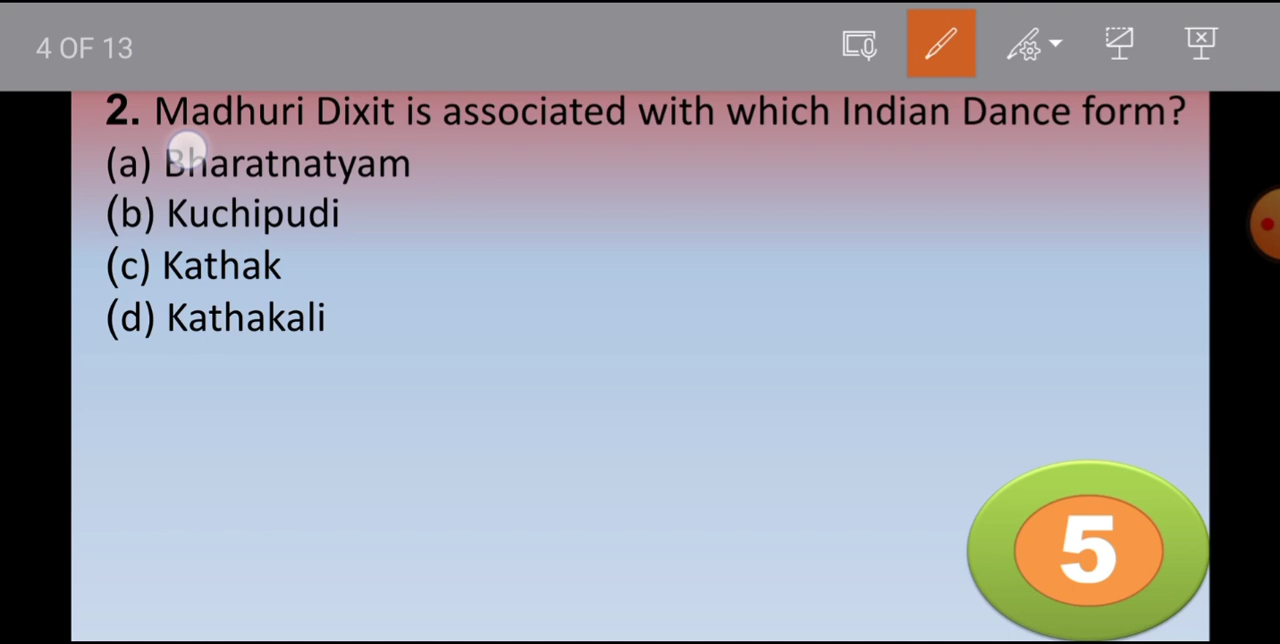 4 OF 13
2. Madhuri Dixit is associated with which Indian Dance form?
(a) Bharatnatyam
(b) Kuchipudi
(c) Kathak
(d) Kathakali
5